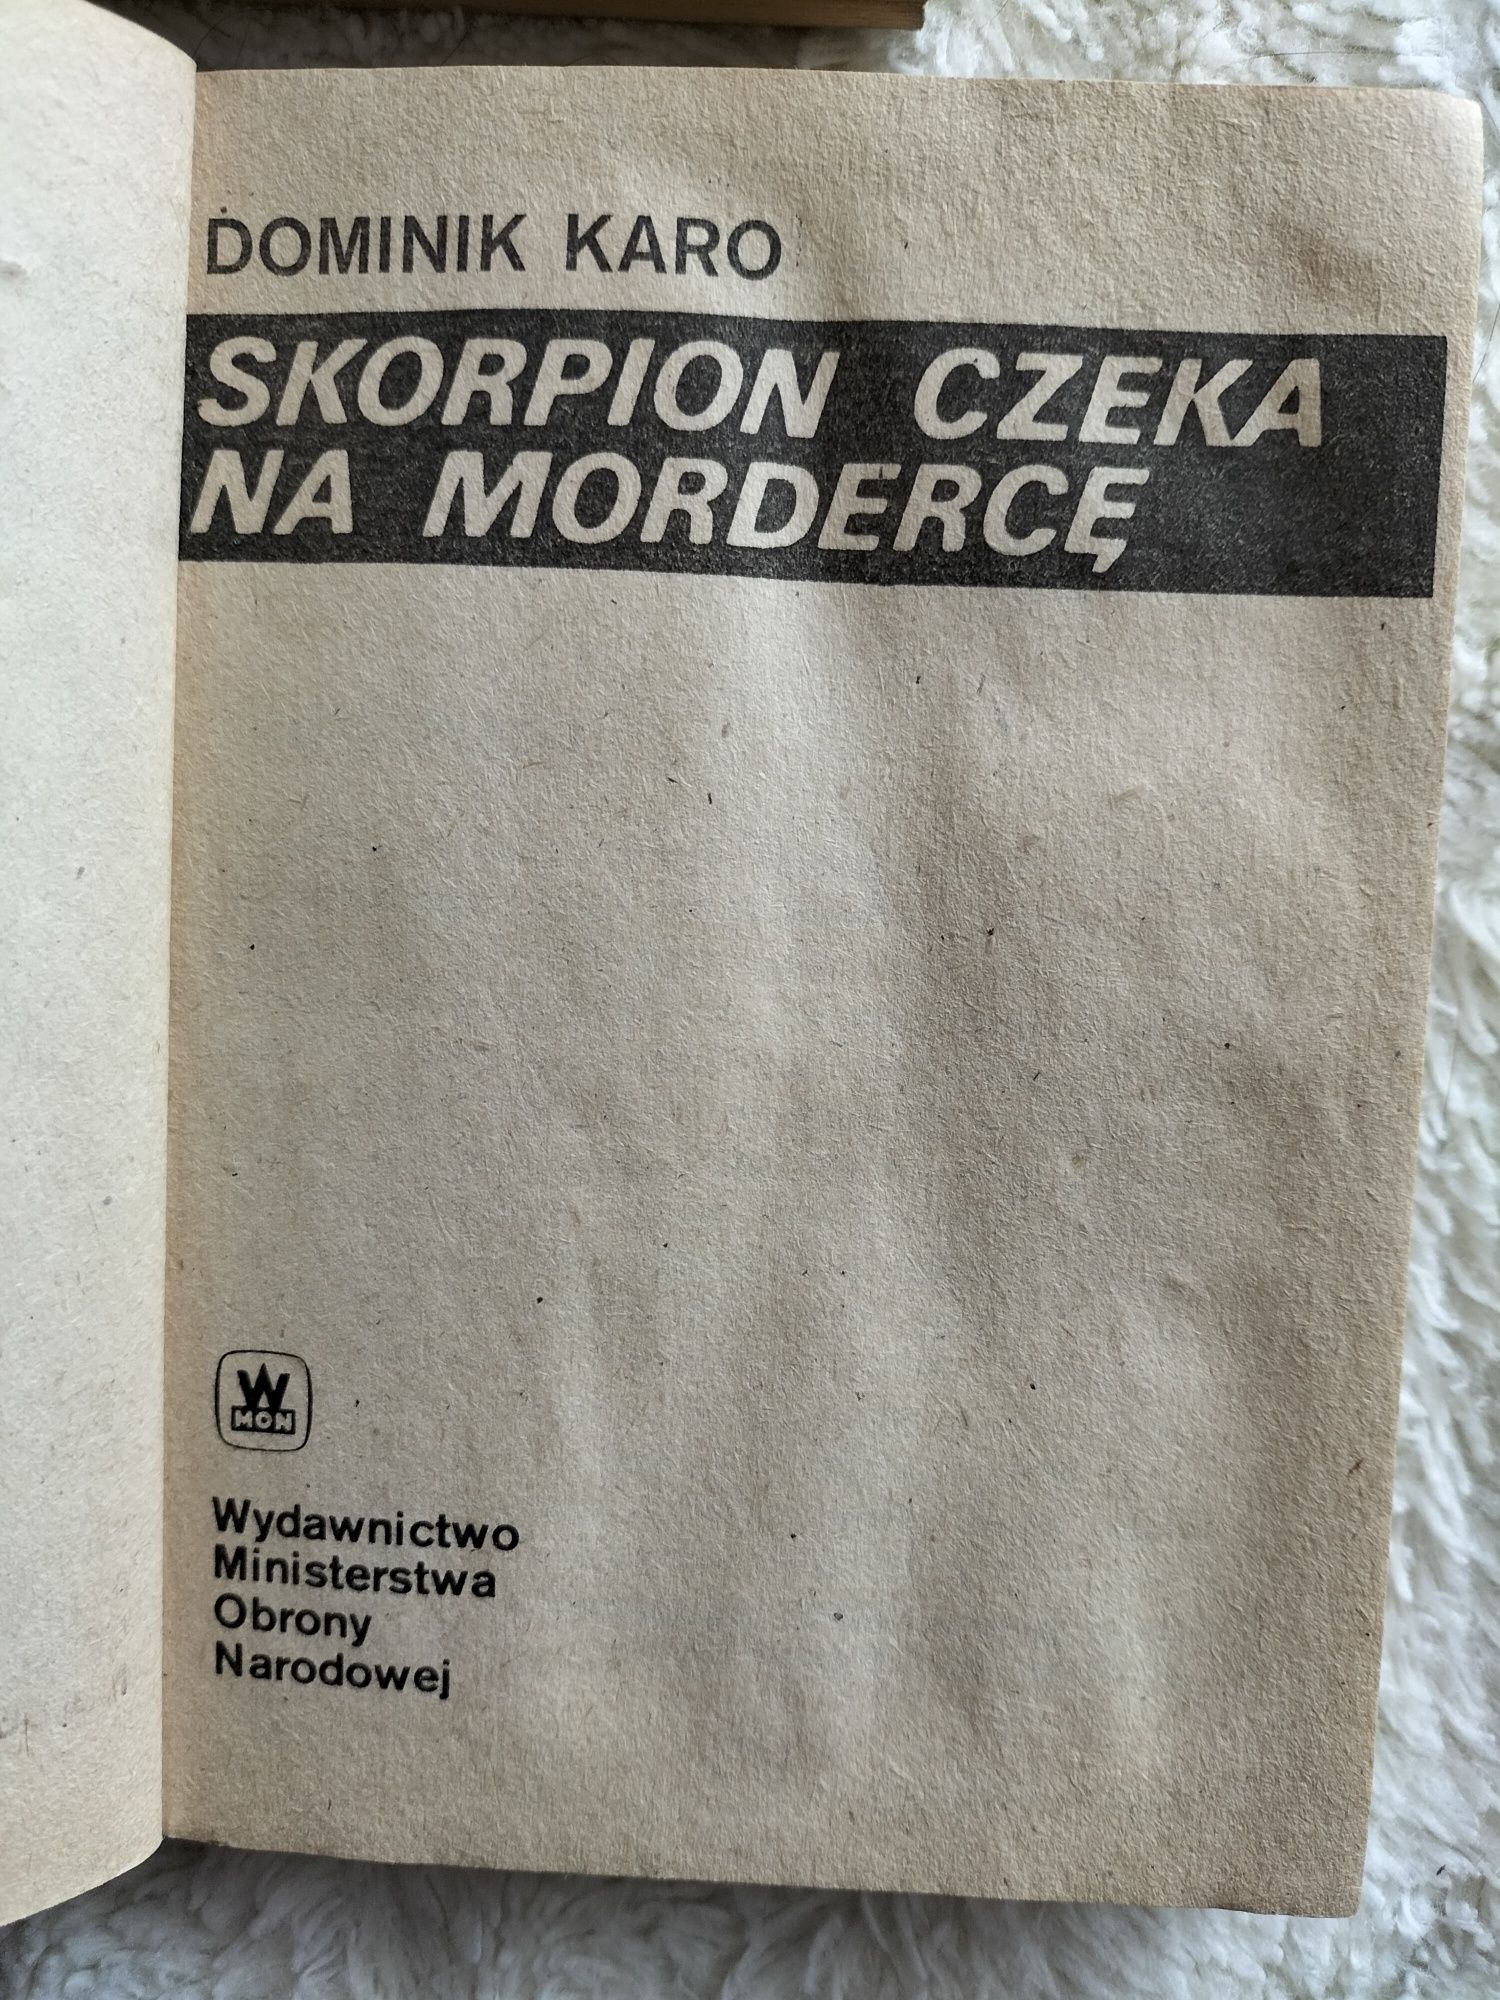 DOMINIK KARO
SKORPION CZEKA
NA MORDERCĘ
W
MON
Wydawnictwo
Ministerstwa
Obrony
Narodowej